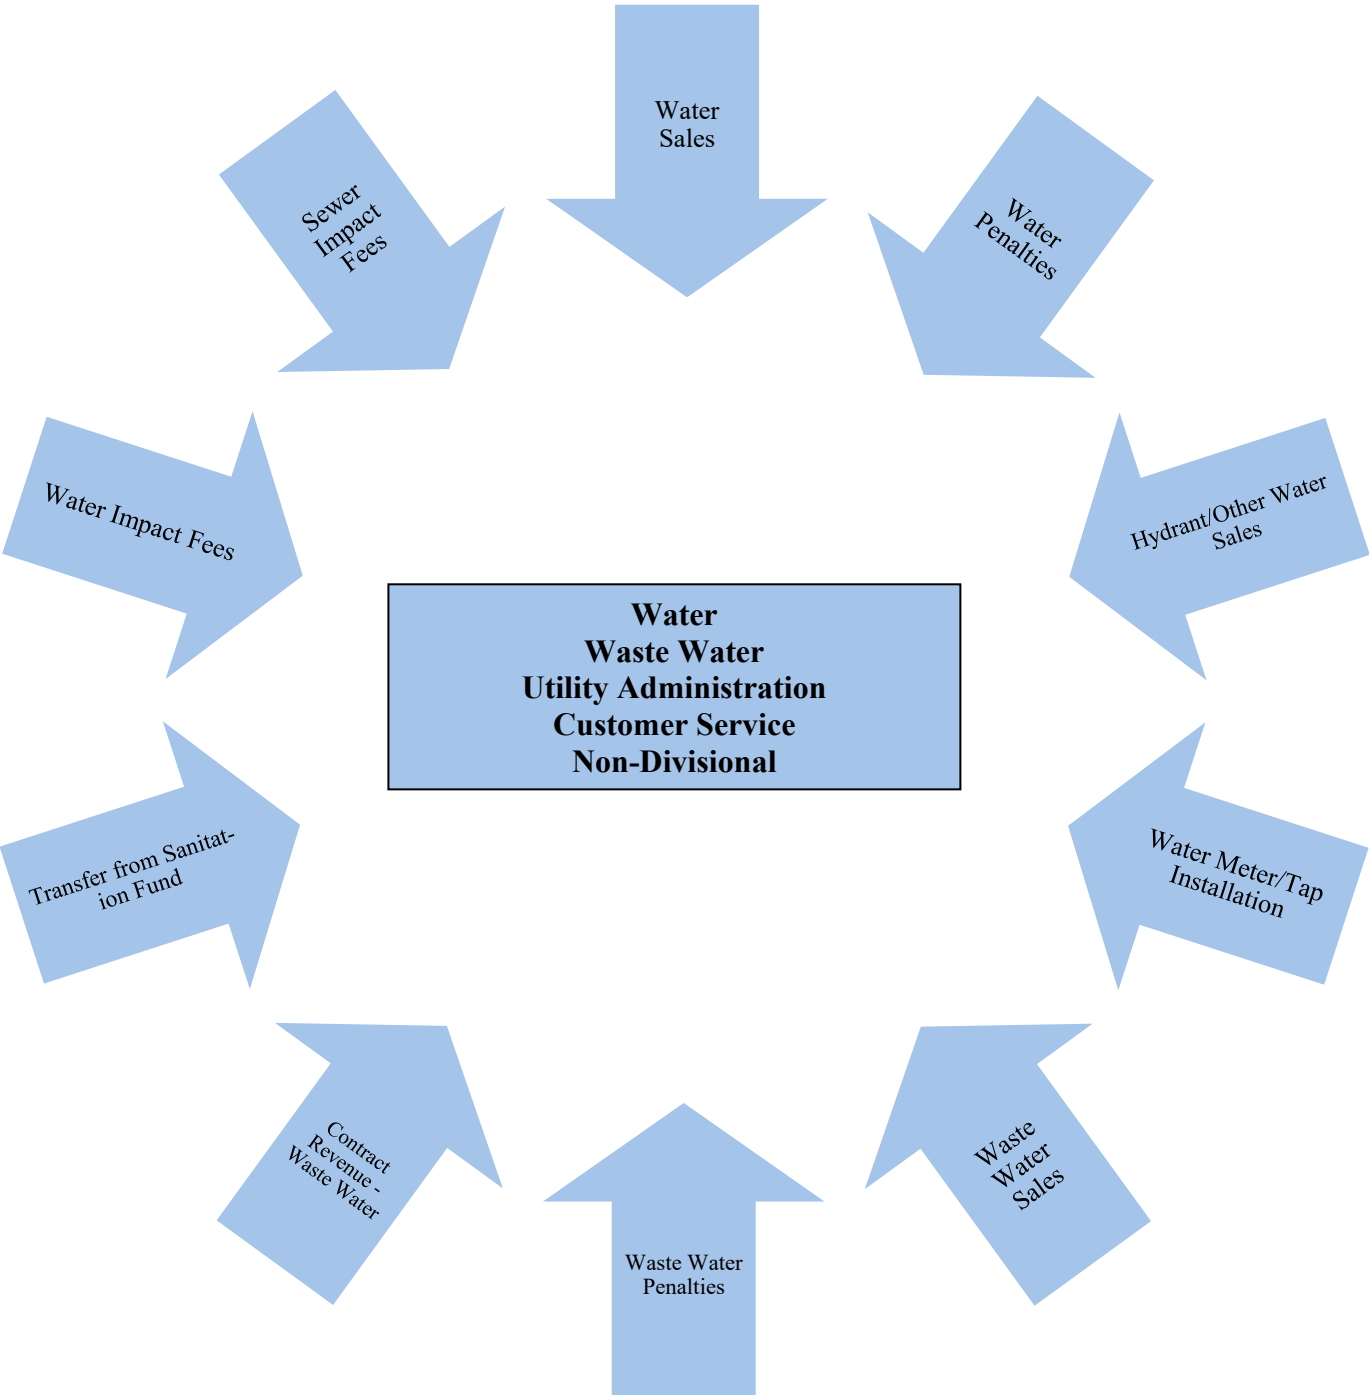 Water
Sales
Water
Penalties
Hydrant/Other Water
Sales
Water Meter/Tap
Installation
Waste
Water
Sales
Waste Water
Penalties
Contract
Revenue -
Waste Water
Transfer from Sanitat-
ion Fund
Water Impact Fees
Sewer
Impact
Fees
Water
Waste Water
Utility Administration
Customer Service
Non-Divisional